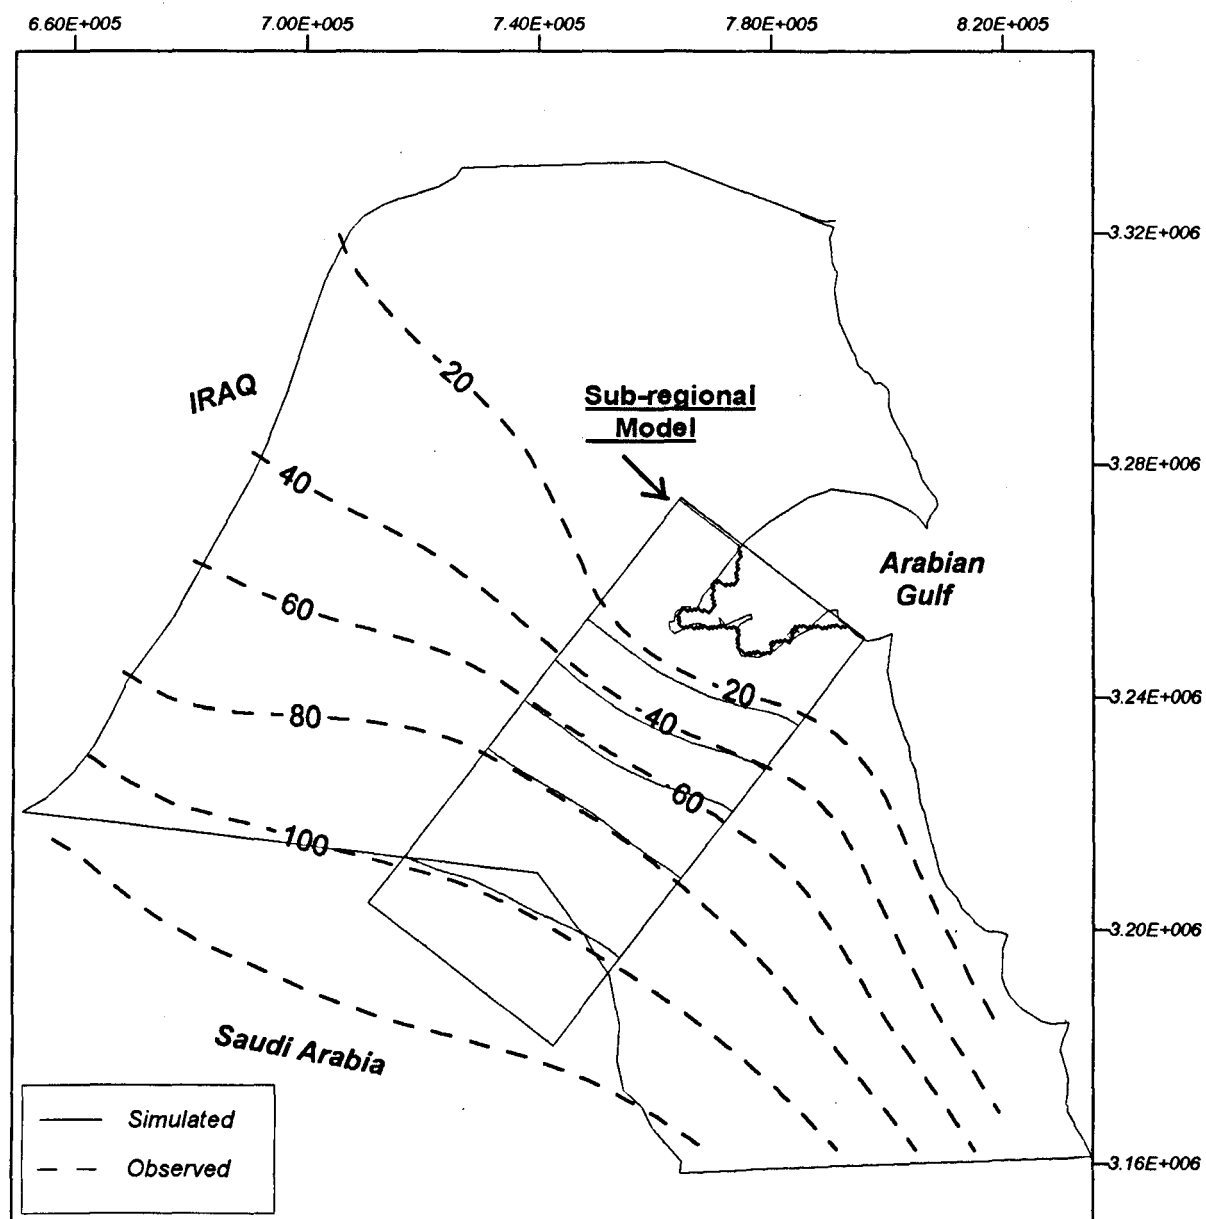 6.60E+005 7.00E+005 7.40E+005 7.80E+005 8.20E+005
3.32E+006
20
IRAQ
Sub-regional
Model
40
3.28E+006
Arabian
Gulf
60
20
40
3.24E+006
80
60
100
3.20E+006
Saudi Arabia
Simulated
Observed
3.16E+006